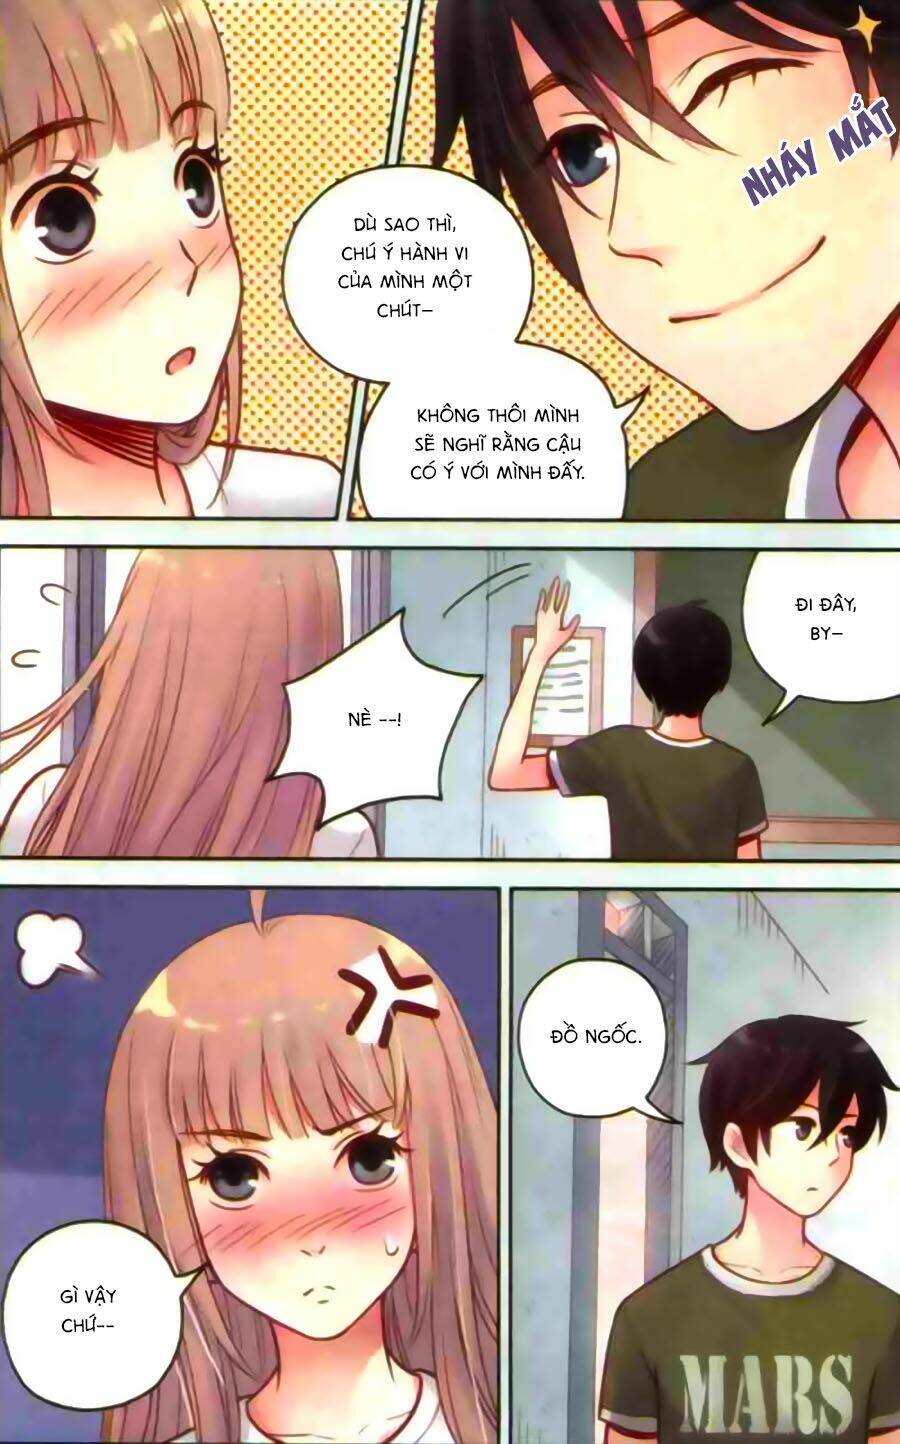 NHÁY MẮT
DÙ SAO THÌ,
CHÚ Ý HÀNH VI
CỦA MÌNH MỘT
CHÚT–
KHÔNG THÔI MÌNH
SẼ NGHĨ RẰNG CẬU
CÓ Ý VỚI MÌNH ĐẤY.
ĐI ĐÂY,
BY–
NÈ --!
ĐỒ NGỐC.
GÌ VẬY
CHỨ--
MARS